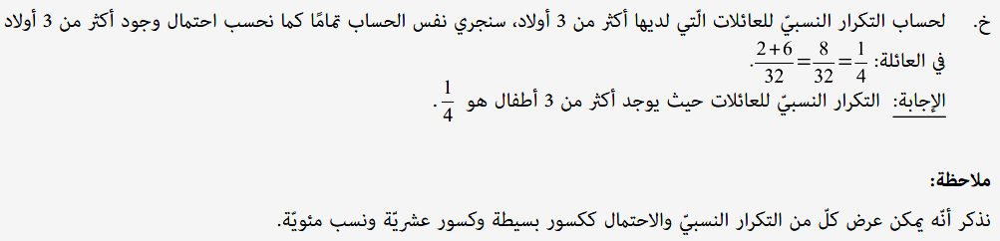 خ. لحساب التكرار النسبيّ للعائلات الّتي لديها أكثر من 3 أولاد، سنجري نفس الحساب تمامًا كما نحسب احتمال وجود أكثر من 3 أولاد
في العائلة: $\frac{2+6}{32}=\frac{8}{32}=\frac{1}{4}$.
الإجابة: التكرار النسبيّ للعائلات حيث يوجد أكثر من 3 أطفال هو $\frac{1}{4}$.
ملاحظة:
نذكر أنّه يمكن عرض كلّ من التكرار النسبيّ والاحتمال ككسور بسيطة وكسور عشريّة ونسب مئويّة.